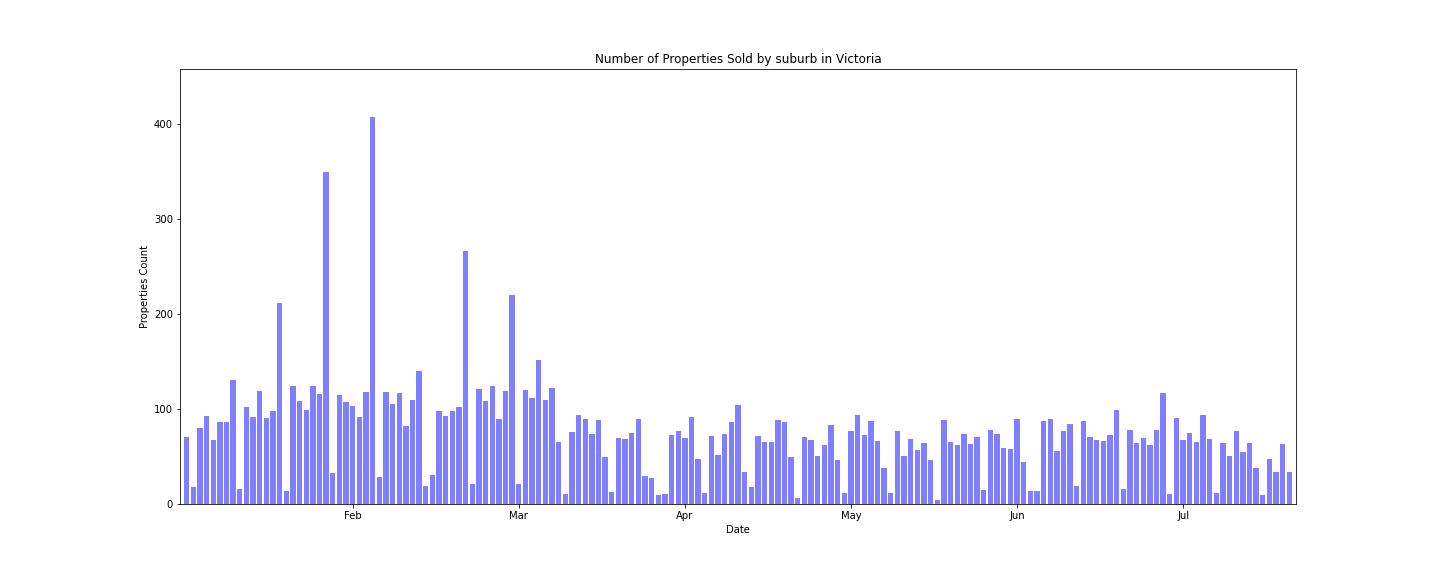 Number of Properties Sold by suburb in Victoria
Properties Count
400
300
200
100
0
Feb
Mar
Apr
May
Jun
Jul
Date